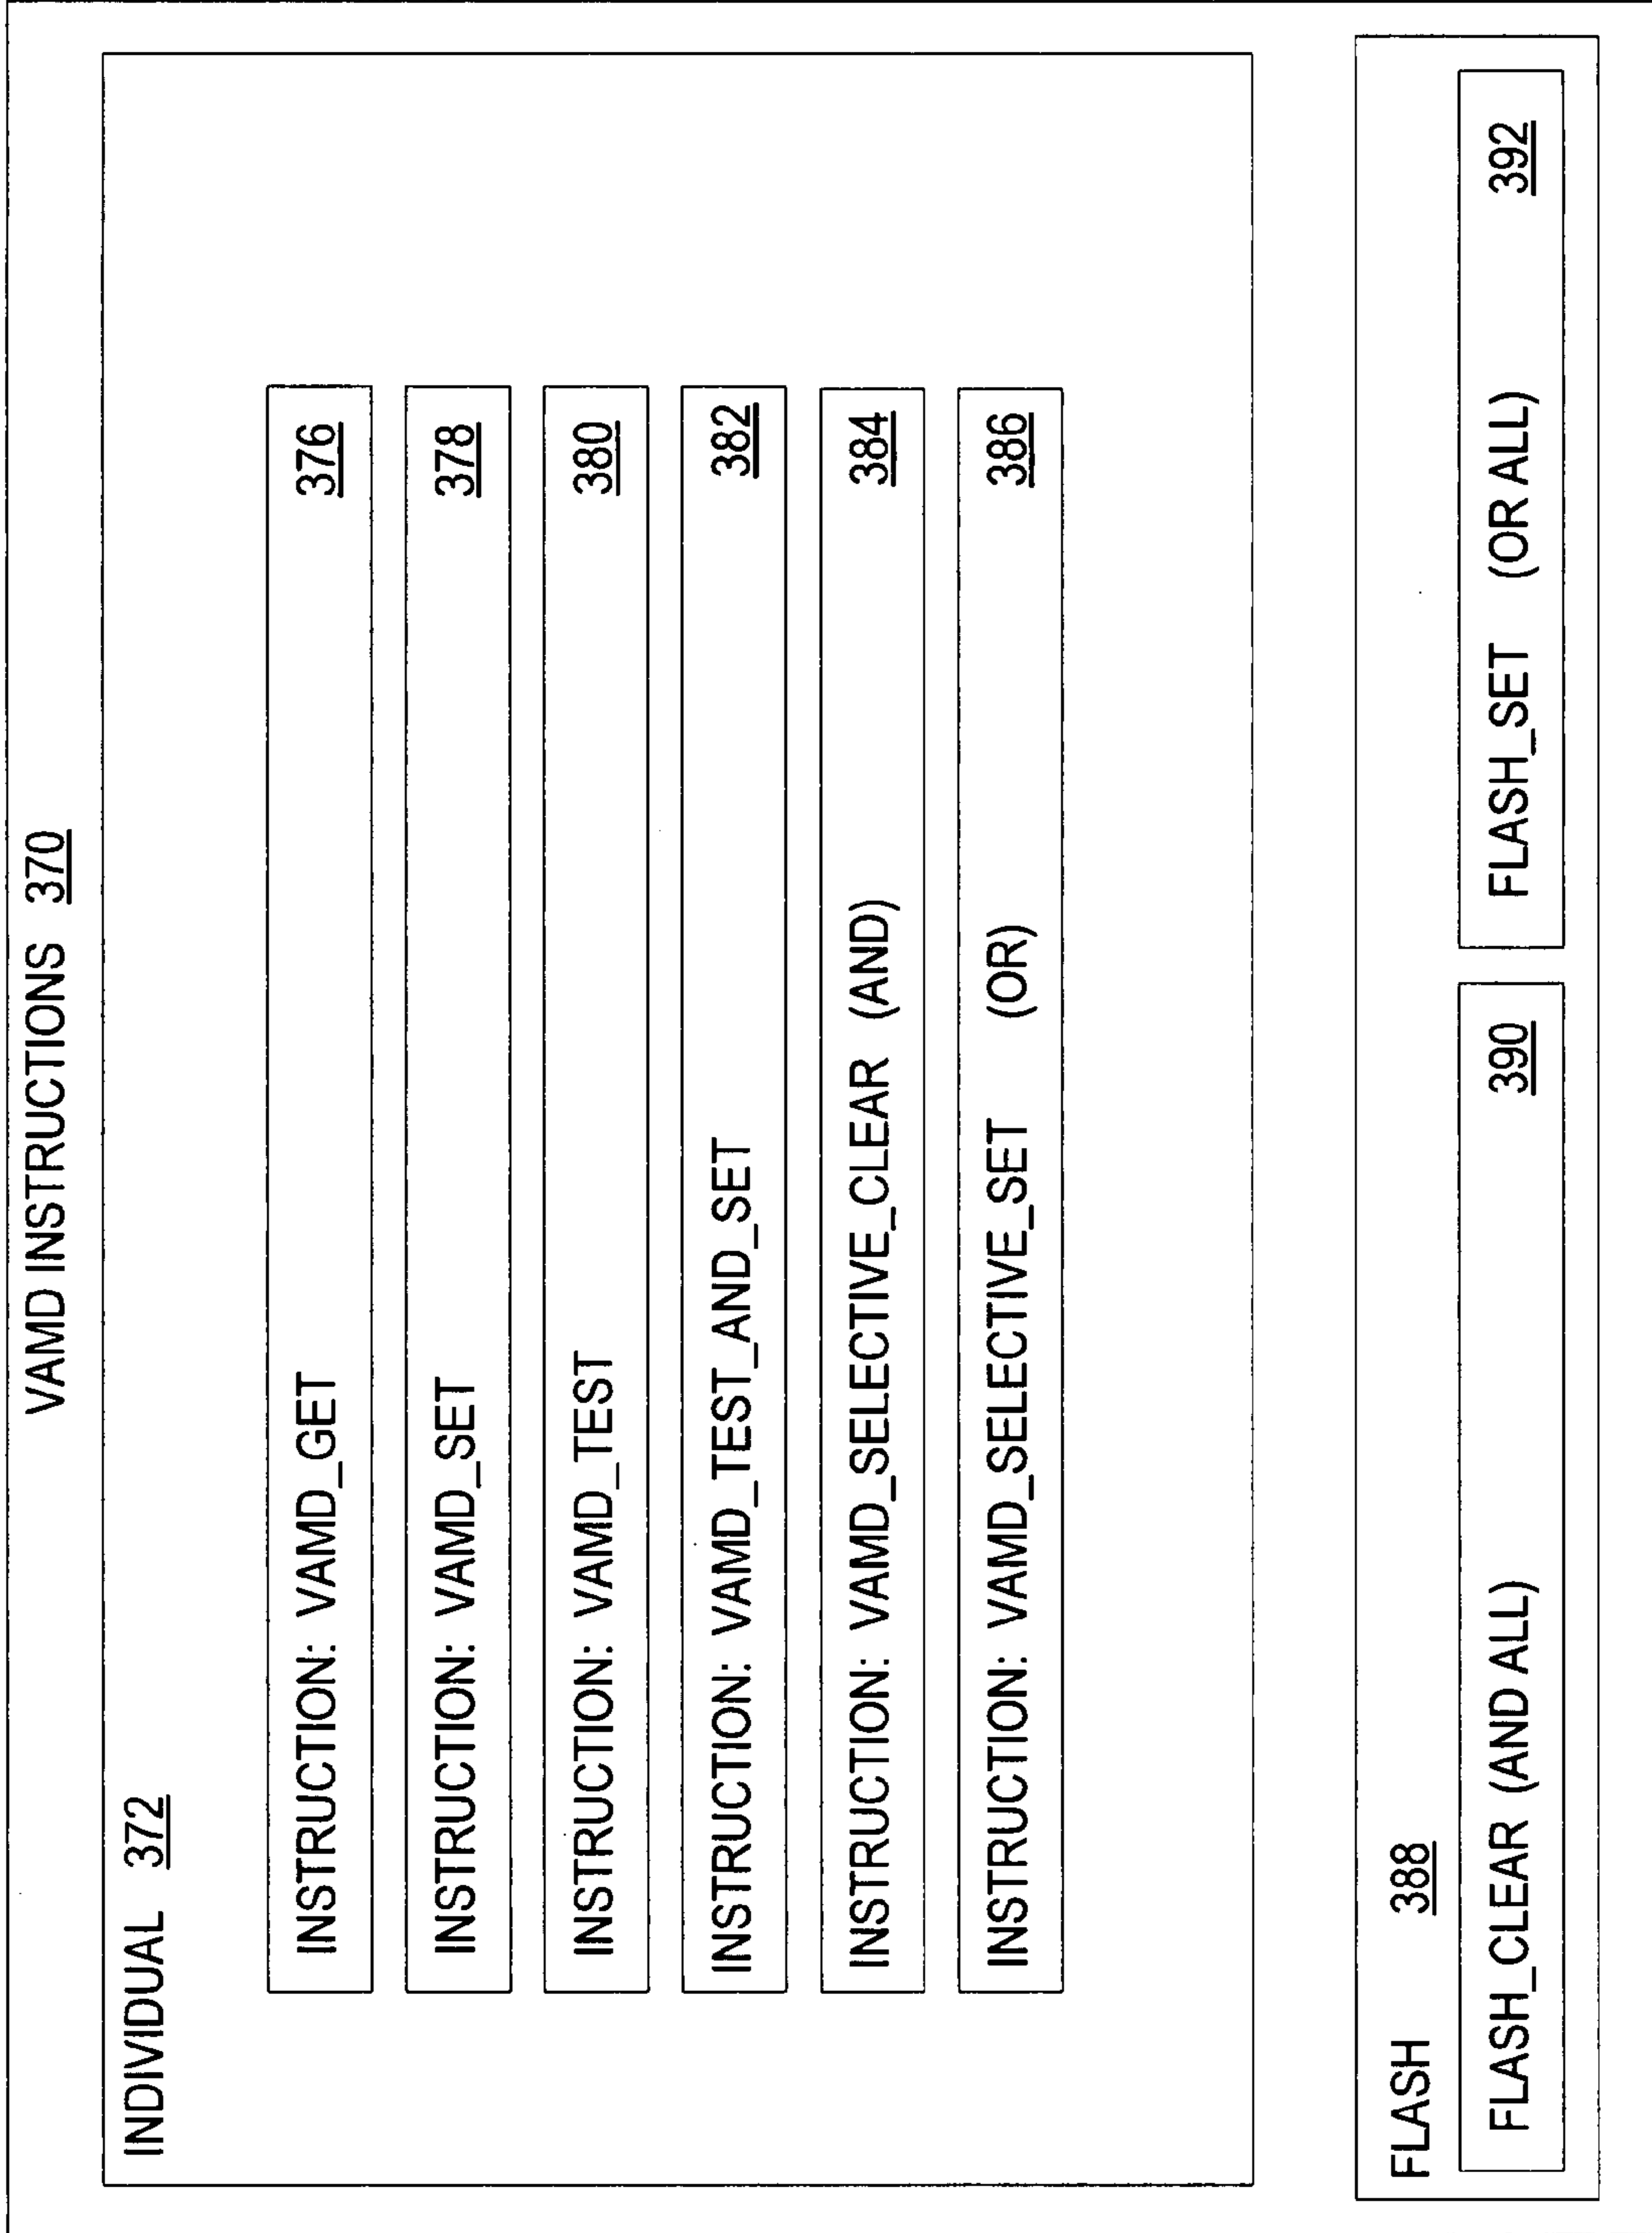 VAMD INSTRUCTIONS 370
INDIVIDUAL 372
INSTRUCTION: VAMD_GET 376
INSTRUCTION: VAMD_SET 378
INSTRUCTION: VAMD_TEST 380
INSTRUCTION: VAMD_TEST_AND_SET 382
INSTRUCTION: VAMD_SELECTIVE_CLEAR (AND) 384
INSTRUCTION: VAMD_SELECTIVE_SET (OR) 386
FLASH 388
FLASH_CLEAR (AND ALL) 390
FLASH_SET (OR ALL) 392